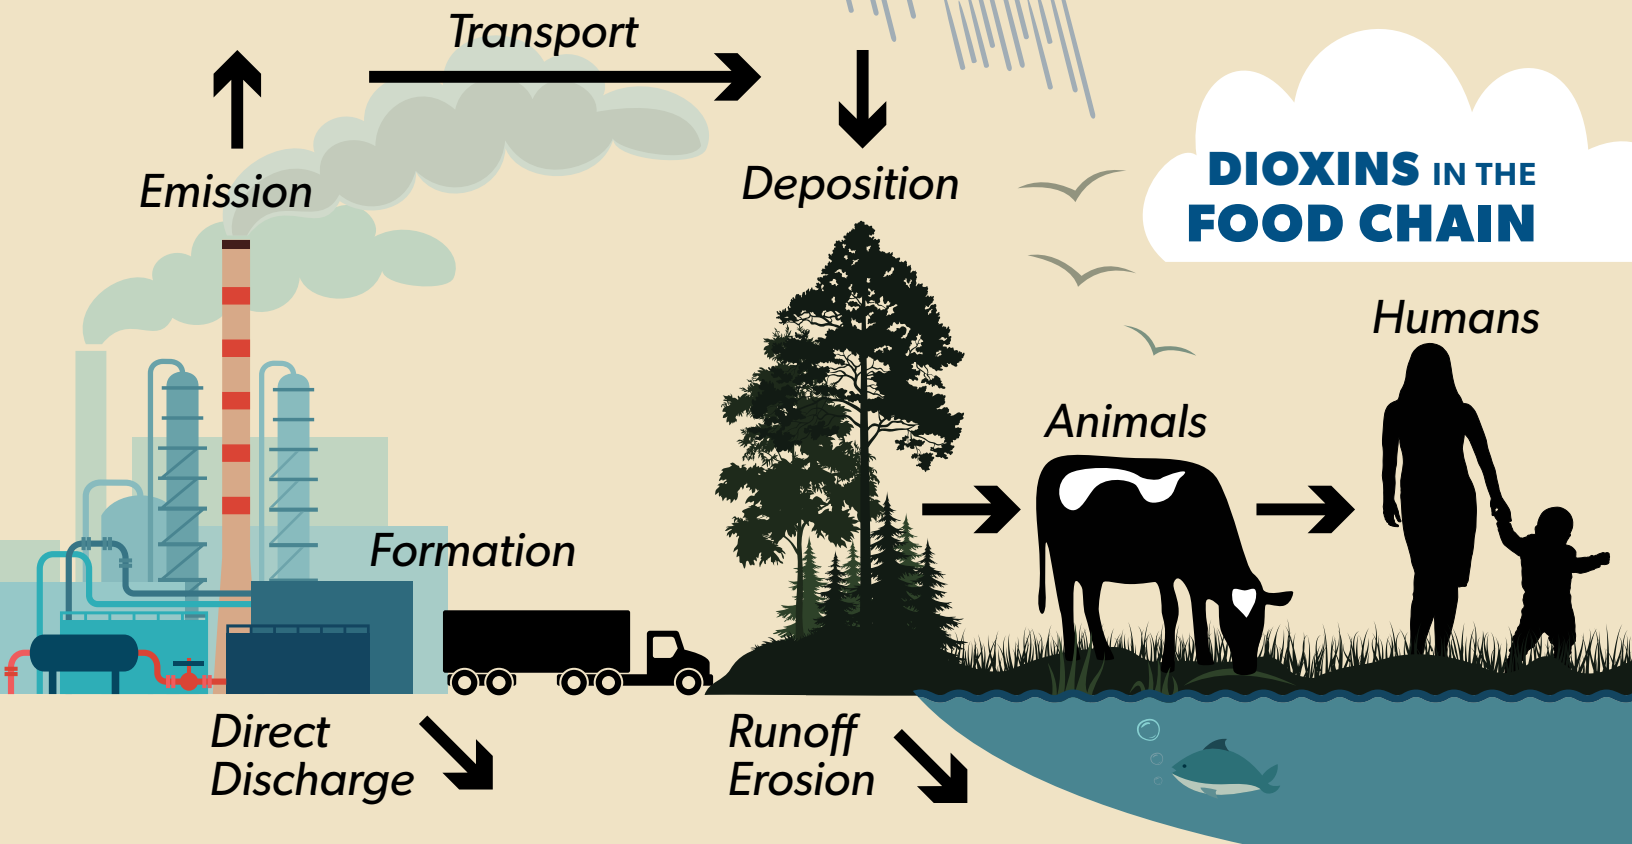 Transport
Emission
Deposition
DIOXINS IN THE
FOOD CHAIN
Humans
Animals
Formation
Direct
Discharge
Runoff
Erosion